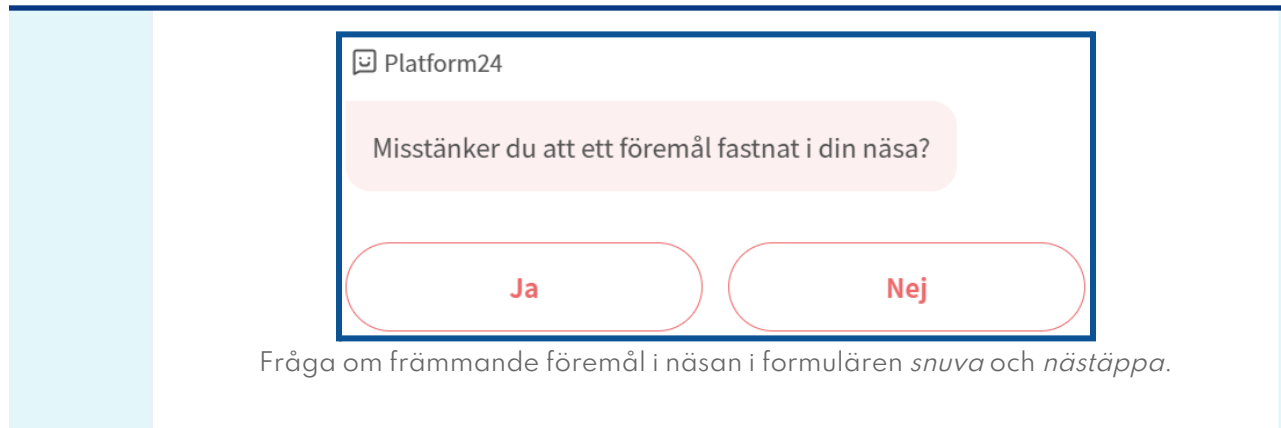 Platform24
Misstänker du att ett föremål fastnat i din näsa?
Ja
Nej
Fråga om främmande föremål i näsan i formulären snuva och nästäppa.